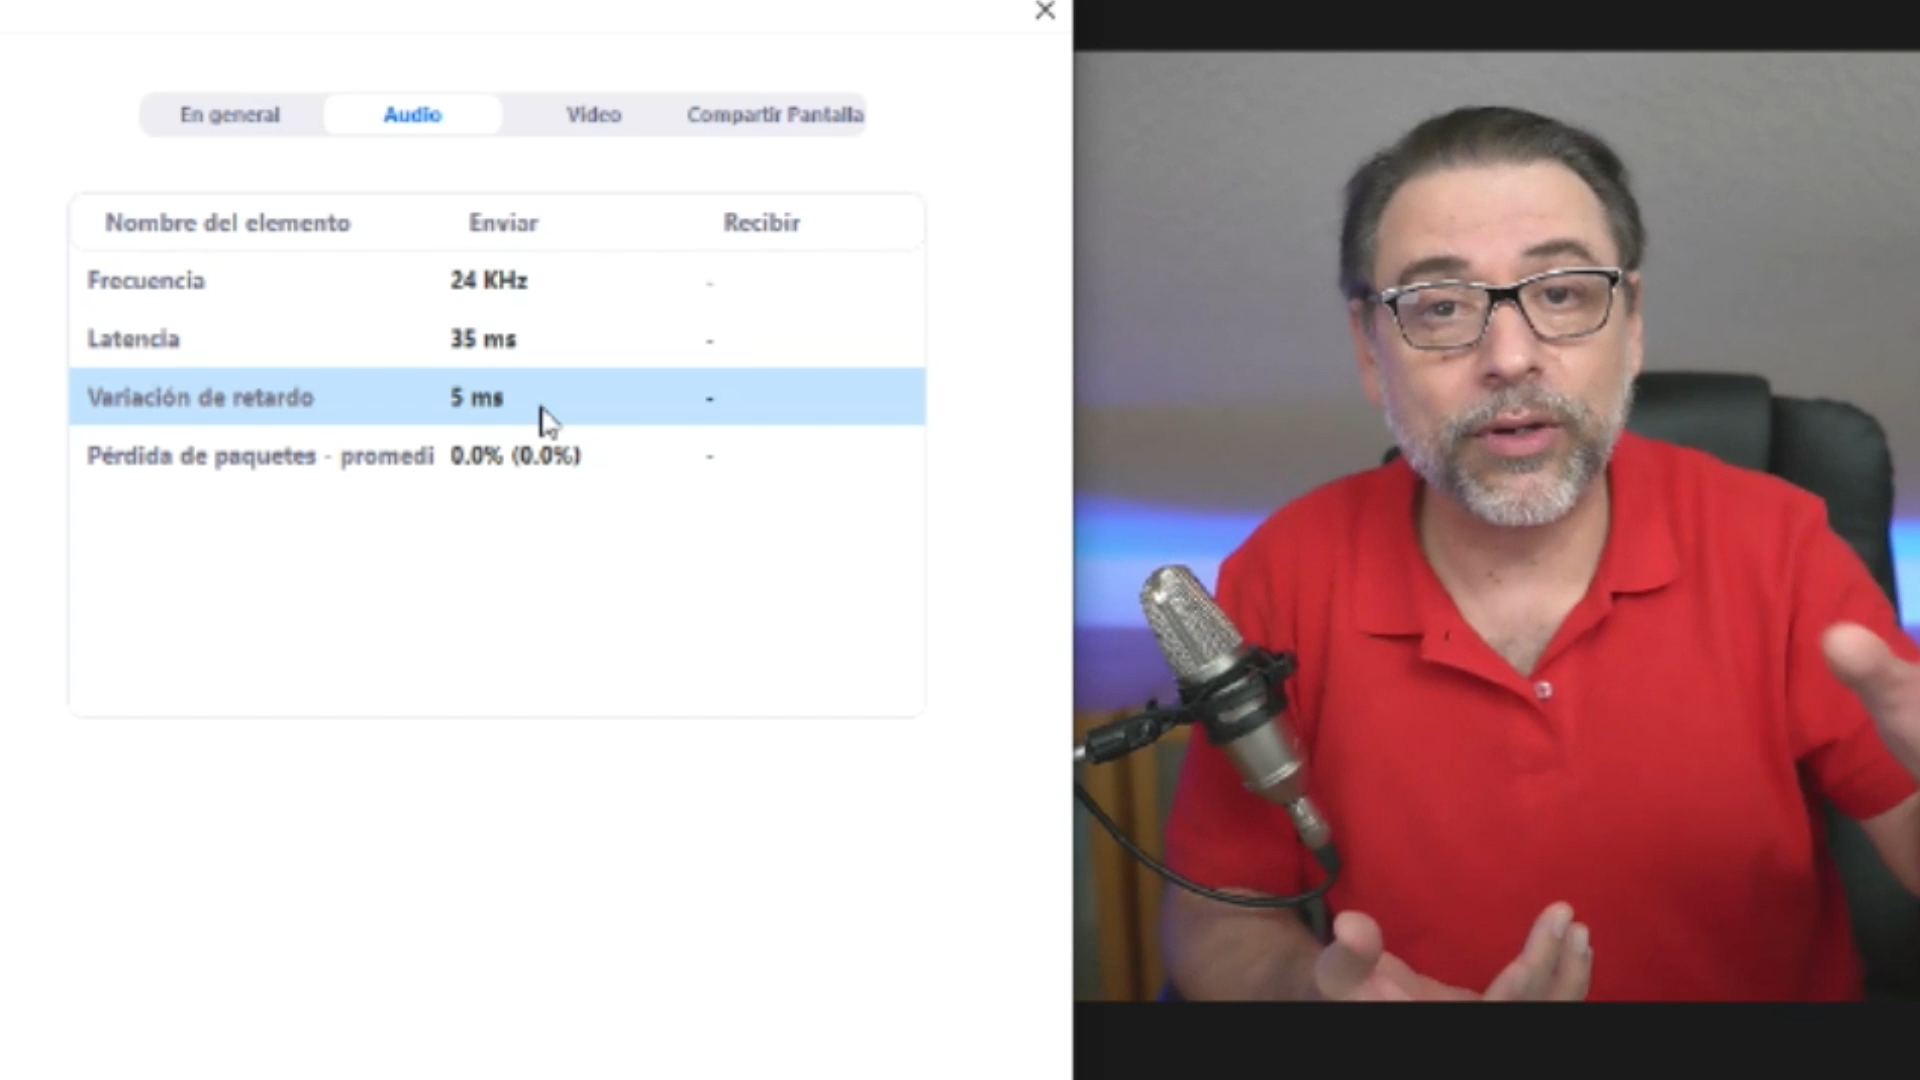 En general Audio Video Compartir Pantalla
Nombre del elemento Enviar Recibir
Frecuencia 24 KHz -
Latencia 35 ms -
Variación de retardo 5 ms -
Pérdida de paquetes - promedi 0.0% (0.0%) -